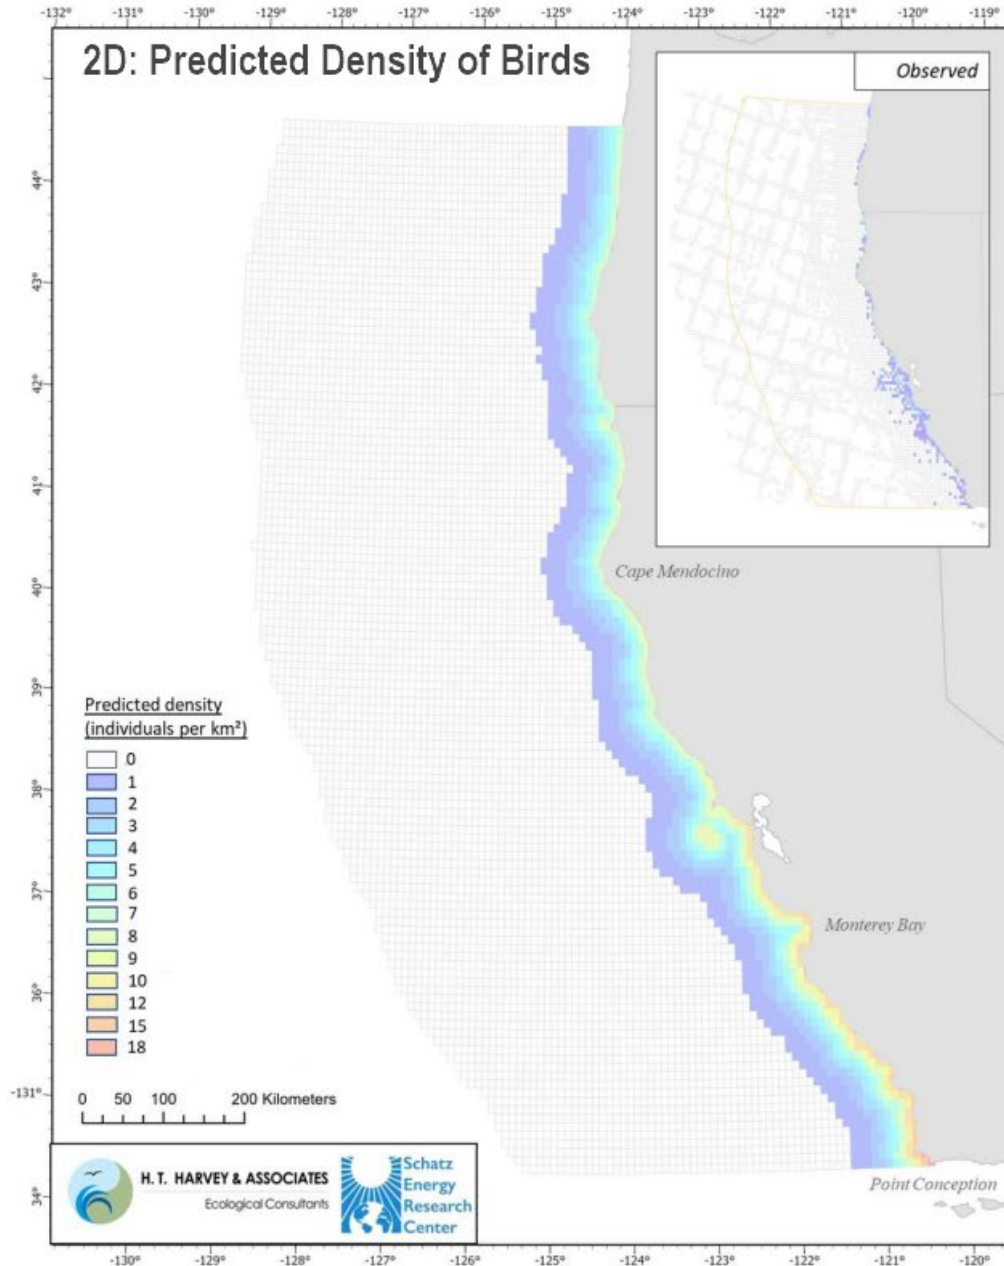 -132° -131° -130° -129° -128° -127° -126° -125° -124° -123° -122° -121° -120° -119°
2D: Predicted Density of Birds
Observed
44°
43°
42°
41°
40°
39°
38°
37°
36°
-131°
34°
Cape Mendocino
Monterey Bay
Point Conception
Predicted density
(individuals per km²)
0
1
2
3
4
5
6
7
8
9
10
12
15
18
0 50 100 200 Kilometers
H. T. HARVEY & ASSOCIATES
Ecological Consultants
Schatz
Energy
Research
Center
-130° -129° -128° -127° -126° -125° -124° -123° -122° -121° -120°